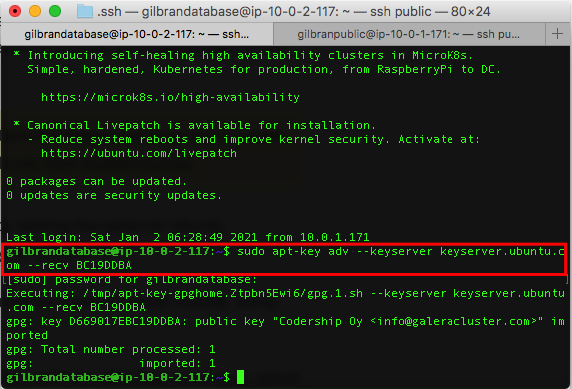 .ssh — gilbrandatabase@ip-10-0-2-117: ~ — ssh public — 80×24
gilbrandatabase@ip-10-0-2-117: ~ — ssh... gilbranpublic@ip-10-0-1-171: ~ — ssh pu... +
* Introducing self-healing high availability clusters in MicroK8s.
Simple, hardened, Kubernetes for production, from RaspberryPi to DC.
https://microk8s.io/high-availability
* Canonical Livepatch is available for installation.
- Reduce system reboots and improve kernel security. Activate at:
https://ubuntu.com/livepatch
0 packages can be updated.
0 updates are security updates.
Last login: Sat Jan  2 06:28:49 2021 from 10.0.1.171
gilbrandatabase@ip-10-0-2-117:~$ sudo apt-key adv --keyserver keyserver.ubuntu.c
om --recv BC19DDBA
[[sudo] password for gilbrandatabase:
Executing: /tmp/apt-key-gpghome.Ztpbn5Ewi6/gpg.1.sh --keyserver keyserver.ubuntu
.com --recv BC19DDBA
gpg: key D669017EBC19DDBA: public key "Codership Oy <info@galeracluster.com>" im
ported
gpg: Total number processed: 1
gpg:               imported: 1
gilbrandatabase@ip-10-0-2-117:~$